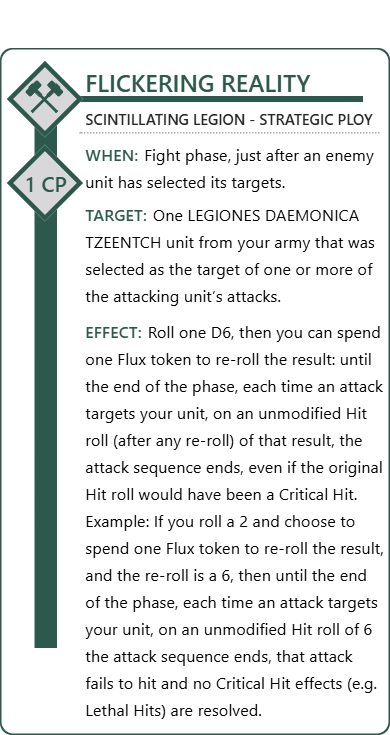 FLICKERING REALITY
SCINTILLATING LEGION - STRATEGIC PLOY
1 CP
WHEN: Fight phase, just after an enemy
unit has selected its targets.
TARGET: One LEGIONES DAEMONICA
TZEENTCH unit from your army that was
selected as the target of one or more of
the attacking unit’s attacks.
EFFECT: Roll one D6, then you can spend
one Flux token to re-roll the result: until
the end of the phase, each time an attack
targets your unit, on an unmodified Hit
roll (after any re-roll) of that result, the
attack sequence ends, even if the original
Hit roll would have been a Critical Hit.
Example: If you roll a 2 and choose to
spend one Flux token to re-roll the result,
and the re-roll is a 6, then until the end
of the phase, each time an attack targets
your unit, on an unmodified Hit roll of 6
the attack sequence ends, that attack
fails to hit and no Critical Hit effects (e.g.
Lethal Hits) are resolved.